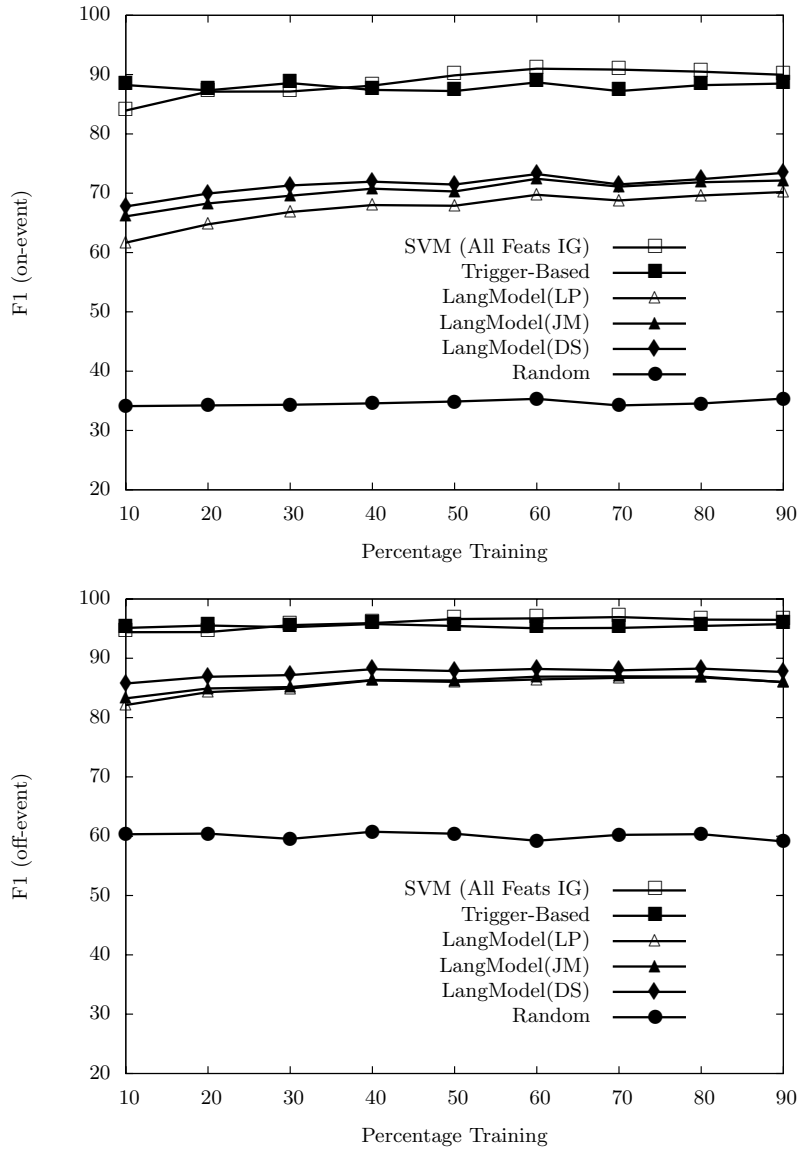 100
90
80
70
60
50
40
30
20
F1 (on-event)
SVM (All Feats IG)
Trigger-Based
LangModel(LP)
LangModel(JM)
LangModel(DS)
Random
10 20 30 40 50 60 70 80 90
Percentage Training
100
90
80
70
60
50
40
30
20
F1 (off-event)
SVM (All Feats IG)
Trigger-Based
LangModel(LP)
LangModel(JM)
LangModel(DS)
Random
10 20 30 40 50 60 70 80 90
Percentage Training